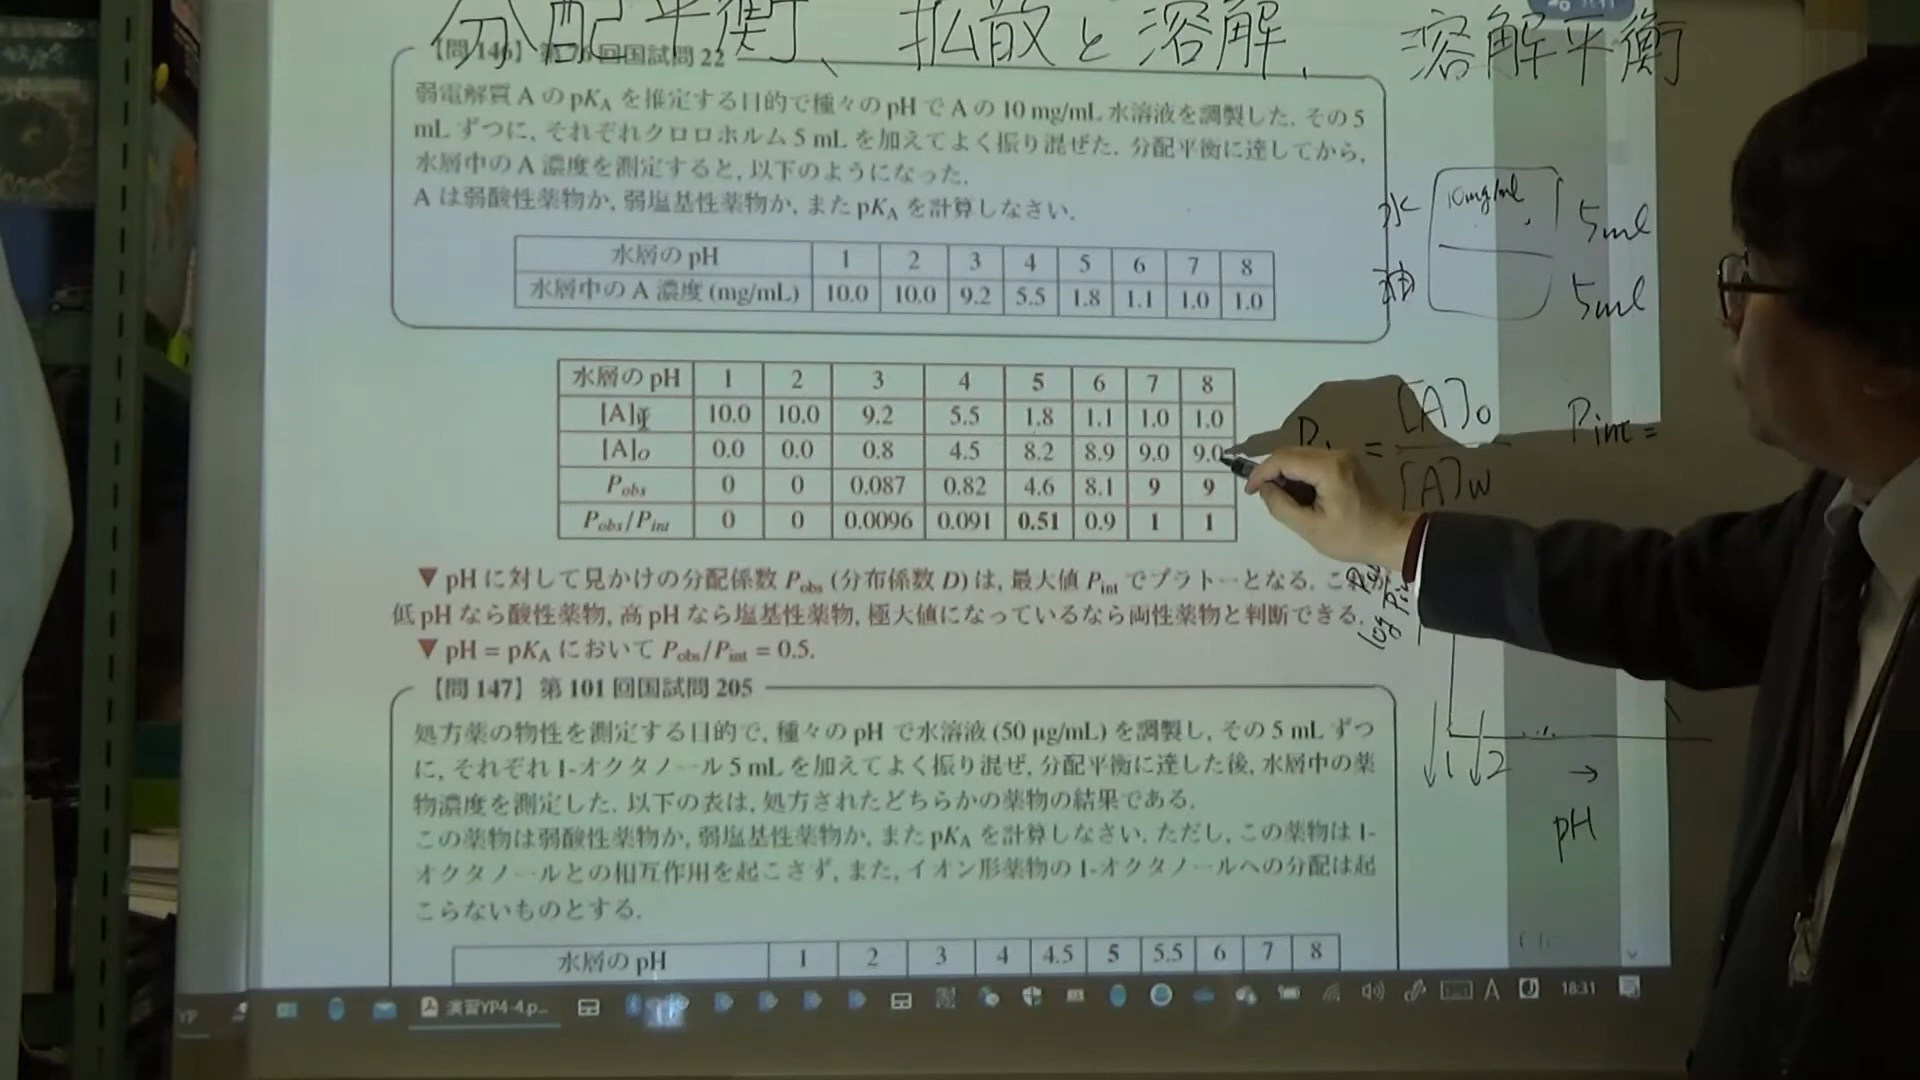 分配平衡、拡散と溶解、溶解平衡
【問146】第76回国試問22
弱電解質 A の pKA を推定する目的で種々の pH で A の 10 mg/mL 水溶液を調製した. その 5
mL ずつに, それぞれクロロホルム 5 mL を加えてよく振り混ぜた. 分配平衡に達してから,
水層中の A 濃度を測定すると, 以下のようになった.
A は弱酸性薬物か, 弱塩基性薬物か, また pKA を計算しなさい.
水層の pH 1 2 3 4 5 6 7 8
水層中の A 濃度 (mg/mL) 10.0 10.0 9.2 5.5 1.8 1.1 1.0 1.0
水 10mg/ml 5ml
油 5ml
水層の pH 1 2 3 4 5 6 7 8
[A] 10.0 10.0 9.2 5.5 1.8 1.1 1.0 1.0
[A]O 0.0 0.0 0.8 4.5 8.2 8.9 9.0 9.0
Pobs 0 0 0.087 0.82 4.6 8.1 9 9
Pobs/Pint 0 0 0.0096 0.091 0.51 0.9 1 1
= [A]O / [A]W Pint =
▼ pH に対して見かけの分配係数 Pobs (分布係数 D) は, 最大値 Pint でプラトーとなる. こ
低 pH なら酸性薬物, 高 pH なら塩基性薬物, 極大値になっているなら両性薬物と判断できる.
▼ pH = pKA において Pobs/Pint = 0.5.
log
1 2 →
pH
【問147】第101回国試問205
処方薬の物性を測定する目的で, 種々の pH で水溶液 (50 μg/mL) を調製し, その 5 mL ずつ
に, それぞれ 1-オクタノール 5 mL を加えてよく振り混ぜ, 分配平衡に達した後, 水層中の薬
物濃度を測定した. 以下の表は, 処方されたどちらかの薬物の結果である.
この薬物は弱酸性薬物か, 弱塩基性薬物か, また pKA を計算しなさい. ただし, この薬物は 1-
オクタノールとの相互作用を起こさず, また, イオン形薬物の 1-オクタノールへの分配は起
こらないものとする.
水層の pH 1 2 3 4 4.5 5 5.5 6 7 8
演習YP4-4.p...
A 18:31